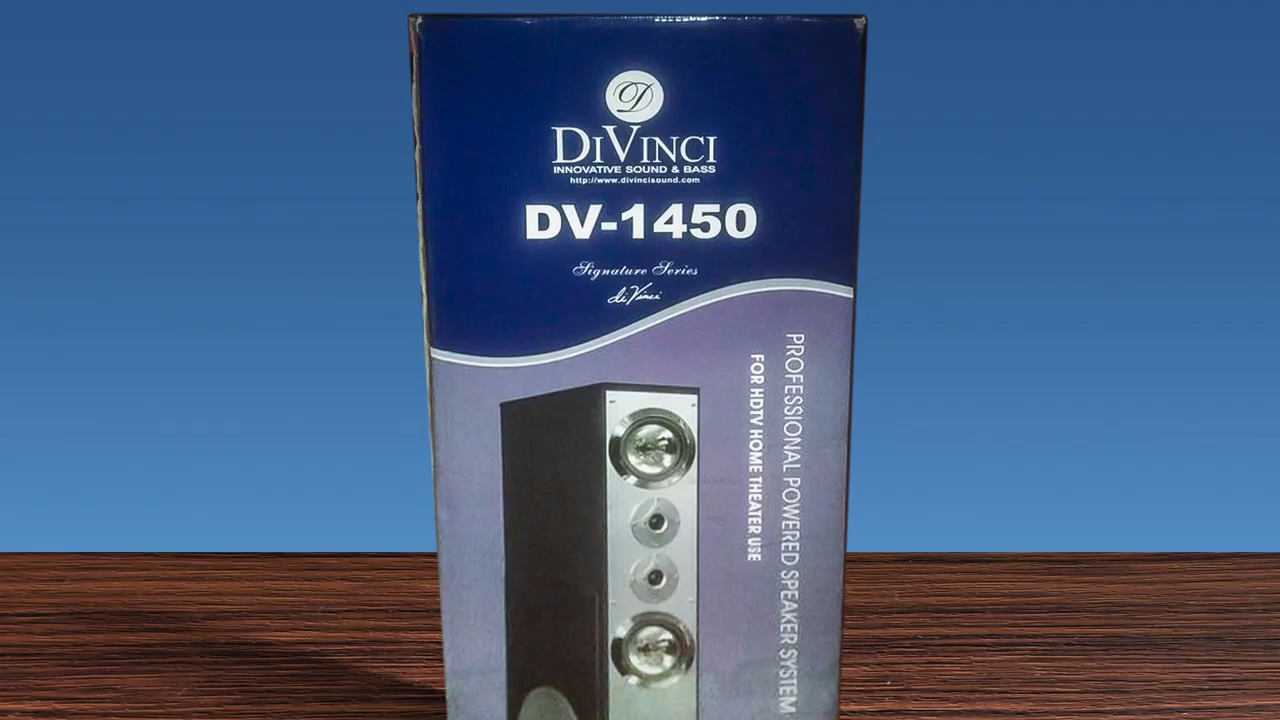 D
DIVINCI
INNOVATIVE SOUND & BASS
http://www.divincisound.com
DV-1450
Signature Series
diVinci
PROFESSIONAL POWERED SPEAKER SYSTEM
FOR HDTV HOME THEATER USE